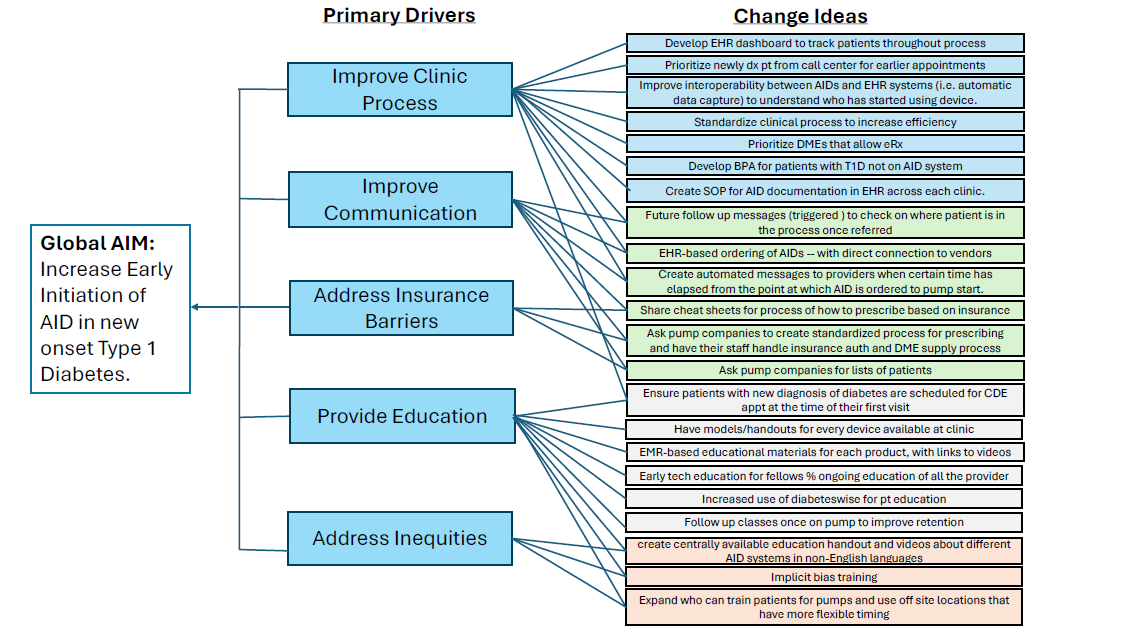 Primary Drivers
Change Ideas
Global AIM:
Increase Early
Initiation of
AID in new
onset Type 1
Diabetes.
Improve Clinic
Process
Improve
Communication
Address Insurance
Barriers
Provide Education
Address Inequities
Develop EHR dashboard to track patients throughout process
Prioritize newly dx pt from call center for earlier appointments
Improve interoperability between AIDs and EHR systems (i.e. automatic
data capture) to understand who has started using device.
Standardize clinical process to increase efficiency
Prioritize DMEs that allow eRx
Develop BPA for patients with T1D not on AID system
Create SOP for AID documentation in EHR across each clinic.
Future follow up messages (triggered ) to check on where patient is in
the process once referred
EHR-based ordering of AIDs -- with direct connection to vendors
Create automated messages to providers when certain time has
elapsed from the point at which AID is ordered to pump start.
Share cheat sheets for process of how to prescribe based on insurance
Ask pump companies to create standardized process for prescribing
and have their staff handle insurance auth and DME supply process
Ask pump companies for lists of patients
Ensure patients with new diagnosis of diabetes are scheduled for CDE
appt at the time of their first visit
Have models/handouts for every device available at clinic
EMR-based educational materials for each product, with links to videos
Early tech education for fellows % ongoing education of all the provider
Increased use of diabeteswise for pt education
Follow up classes once on pump to improve retention
create centrally available education handout and videos about different
AID systems in non-English languages
Implicit bias training
Expand who can train patients for pumps and use off site locations that
have more flexible timing